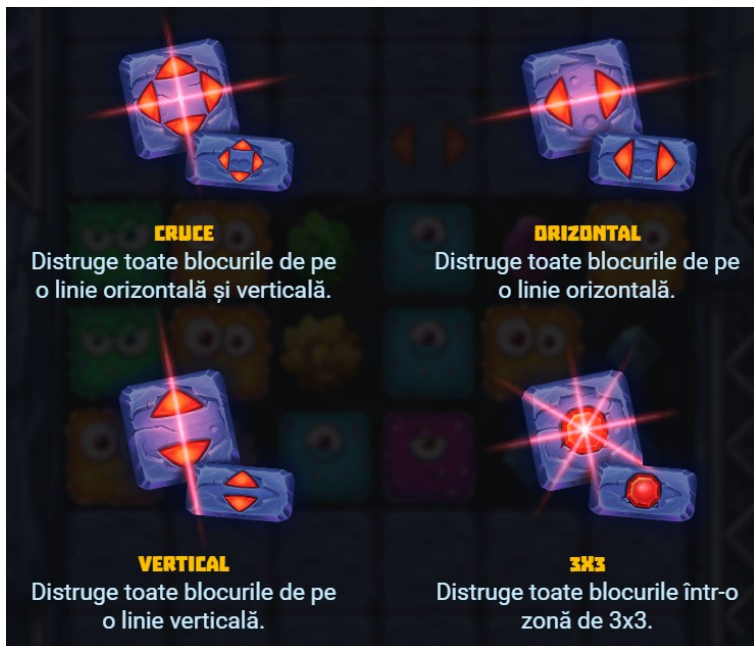 CRUCE
Distruge toate blocurile de pe
o linie orizontală și verticală.
ORIZONTAL
Distruge toate blocurile de pe
o linie orizontală.
VERTICAL
Distruge toate blocurile de pe
o linie verticală.
3X3
Distruge toate blocurile într-o
zonă de 3x3.